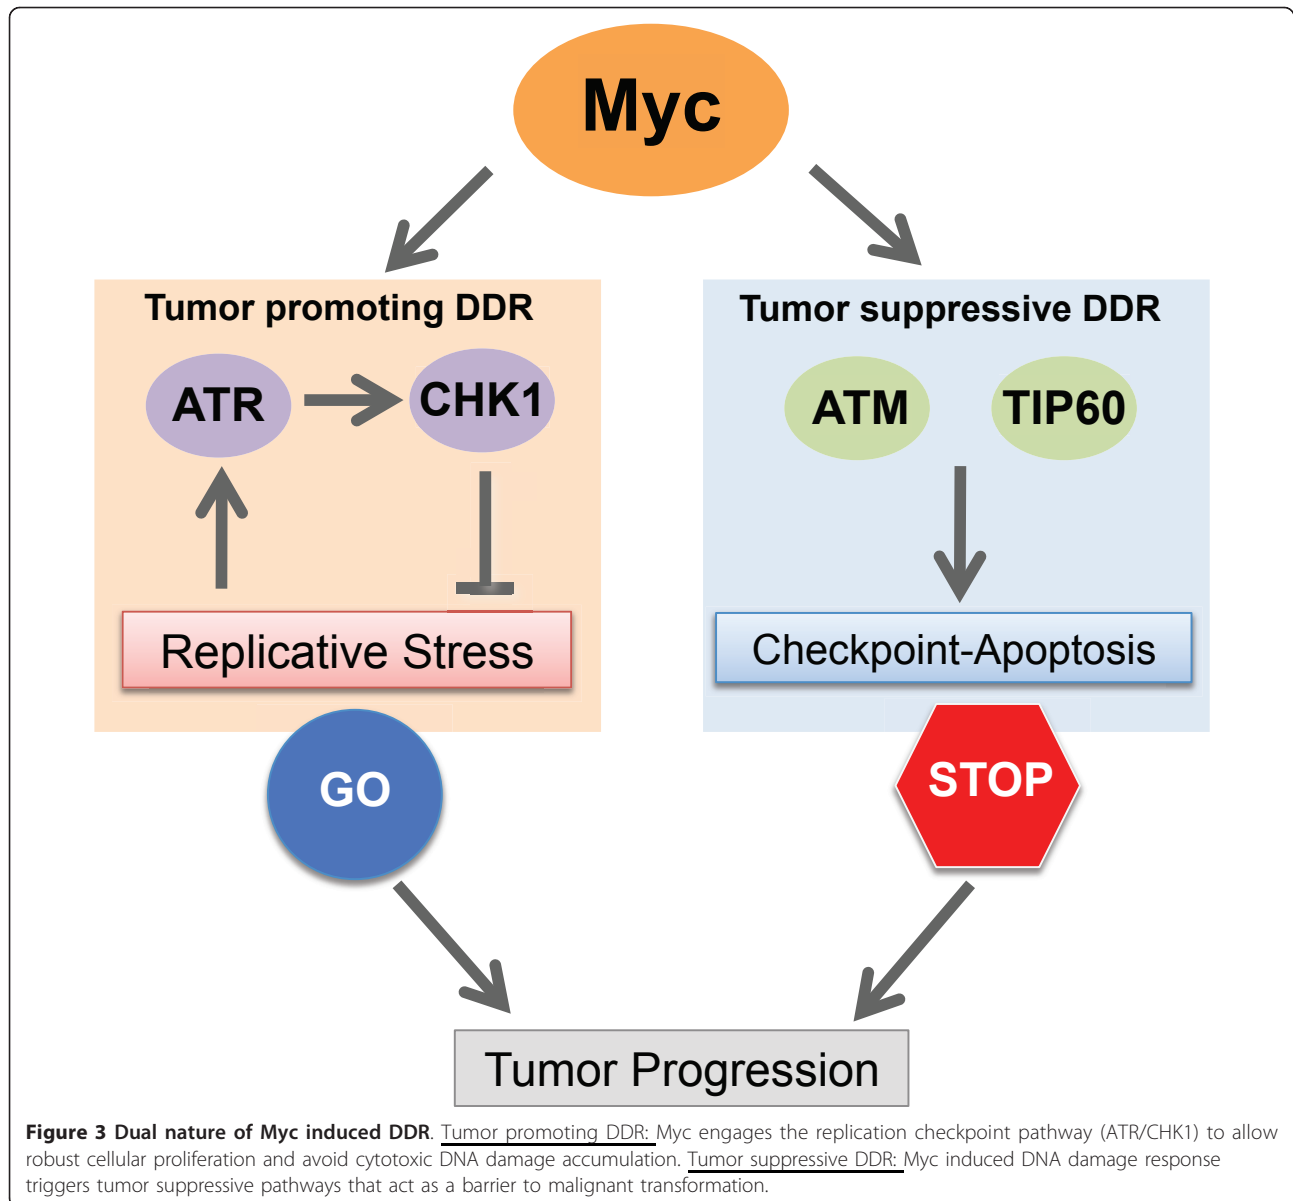 Myc
Tumor promoting DDR
ATR
CHK1
Replicative Stress
GO
Tumor suppressive DDR
ATM
TIP60
Checkpoint-Apoptosis
STOP
Tumor Progression
Figure 3 Dual nature of Myc induced DDR. Tumor promoting DDR: Myc engages the replication checkpoint pathway (ATR/CHK1) to allow
robust cellular proliferation and avoid cytotoxic DNA damage accumulation. Tumor suppressive DDR: Myc induced DNA damage response
triggers tumor suppressive pathways that act as a barrier to malignant transformation.